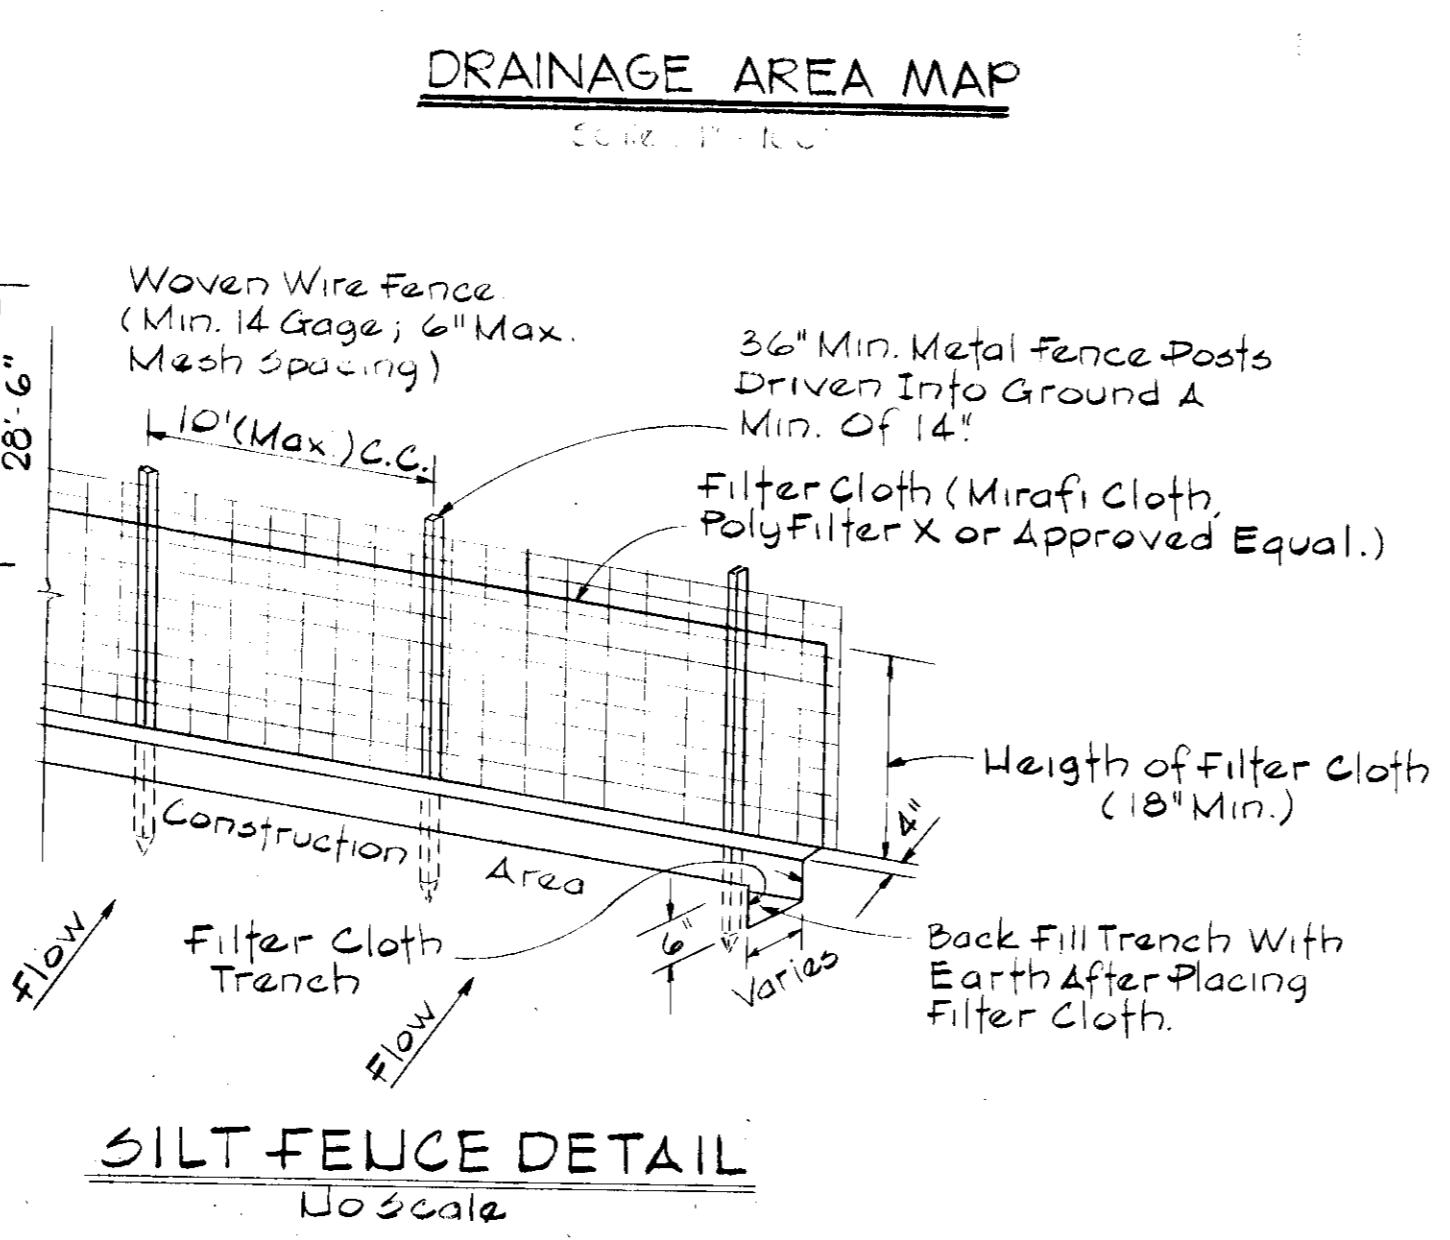 DRAINAGE AREA MAP
Woven Wire Fence
(Min. 14 Gage; 6" Max.
Mesh Spacing)
28'-6"
10'(Max.) C.C.
36" Min. Metal Fence Posts
Driven Into Ground A
Min. Of 14".
Filter Cloth (Mirafi Cloth,
PolyFilter X or Approved Equal.)
Heigth of Filter Cloth
(18" Min.)
4"
Construction Area
Filter Cloth
Trench
6"
Varies
Back Fill Trench With
Earth After Placing
Filter Cloth.
Flow
Flow
SILT FENCE DETAIL
No Scale